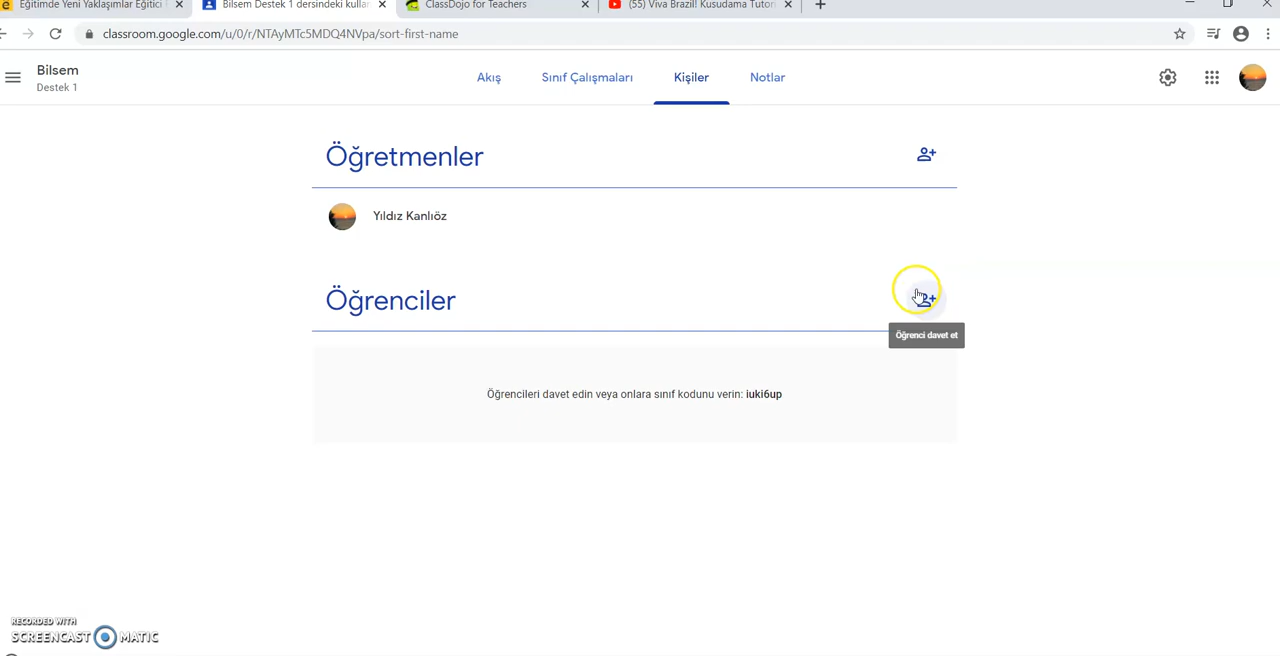 Eğitimde Yeni Yaklaşımlar Eğitici
Bilsem Destek 1 dersindeki kullan
ClassDojo for Teachers
(55) Viva Brazil! Kusudama Tutori
classroom.google.com/u/0/r/NTAyMTc5MDQ4NVpa/sort-first-name
Bilsem
Destek 1
Akış
Sınıf Çalışmaları
Kişiler
Notlar
Öğretmenler
Yıldız Kanlıöz
Öğrenciler
Öğrenci davet et
Öğrencileri davet edin veya onlara sınıf kodunu verin: iuki6up
RECORDED WITH
SCREENCAST MATIC